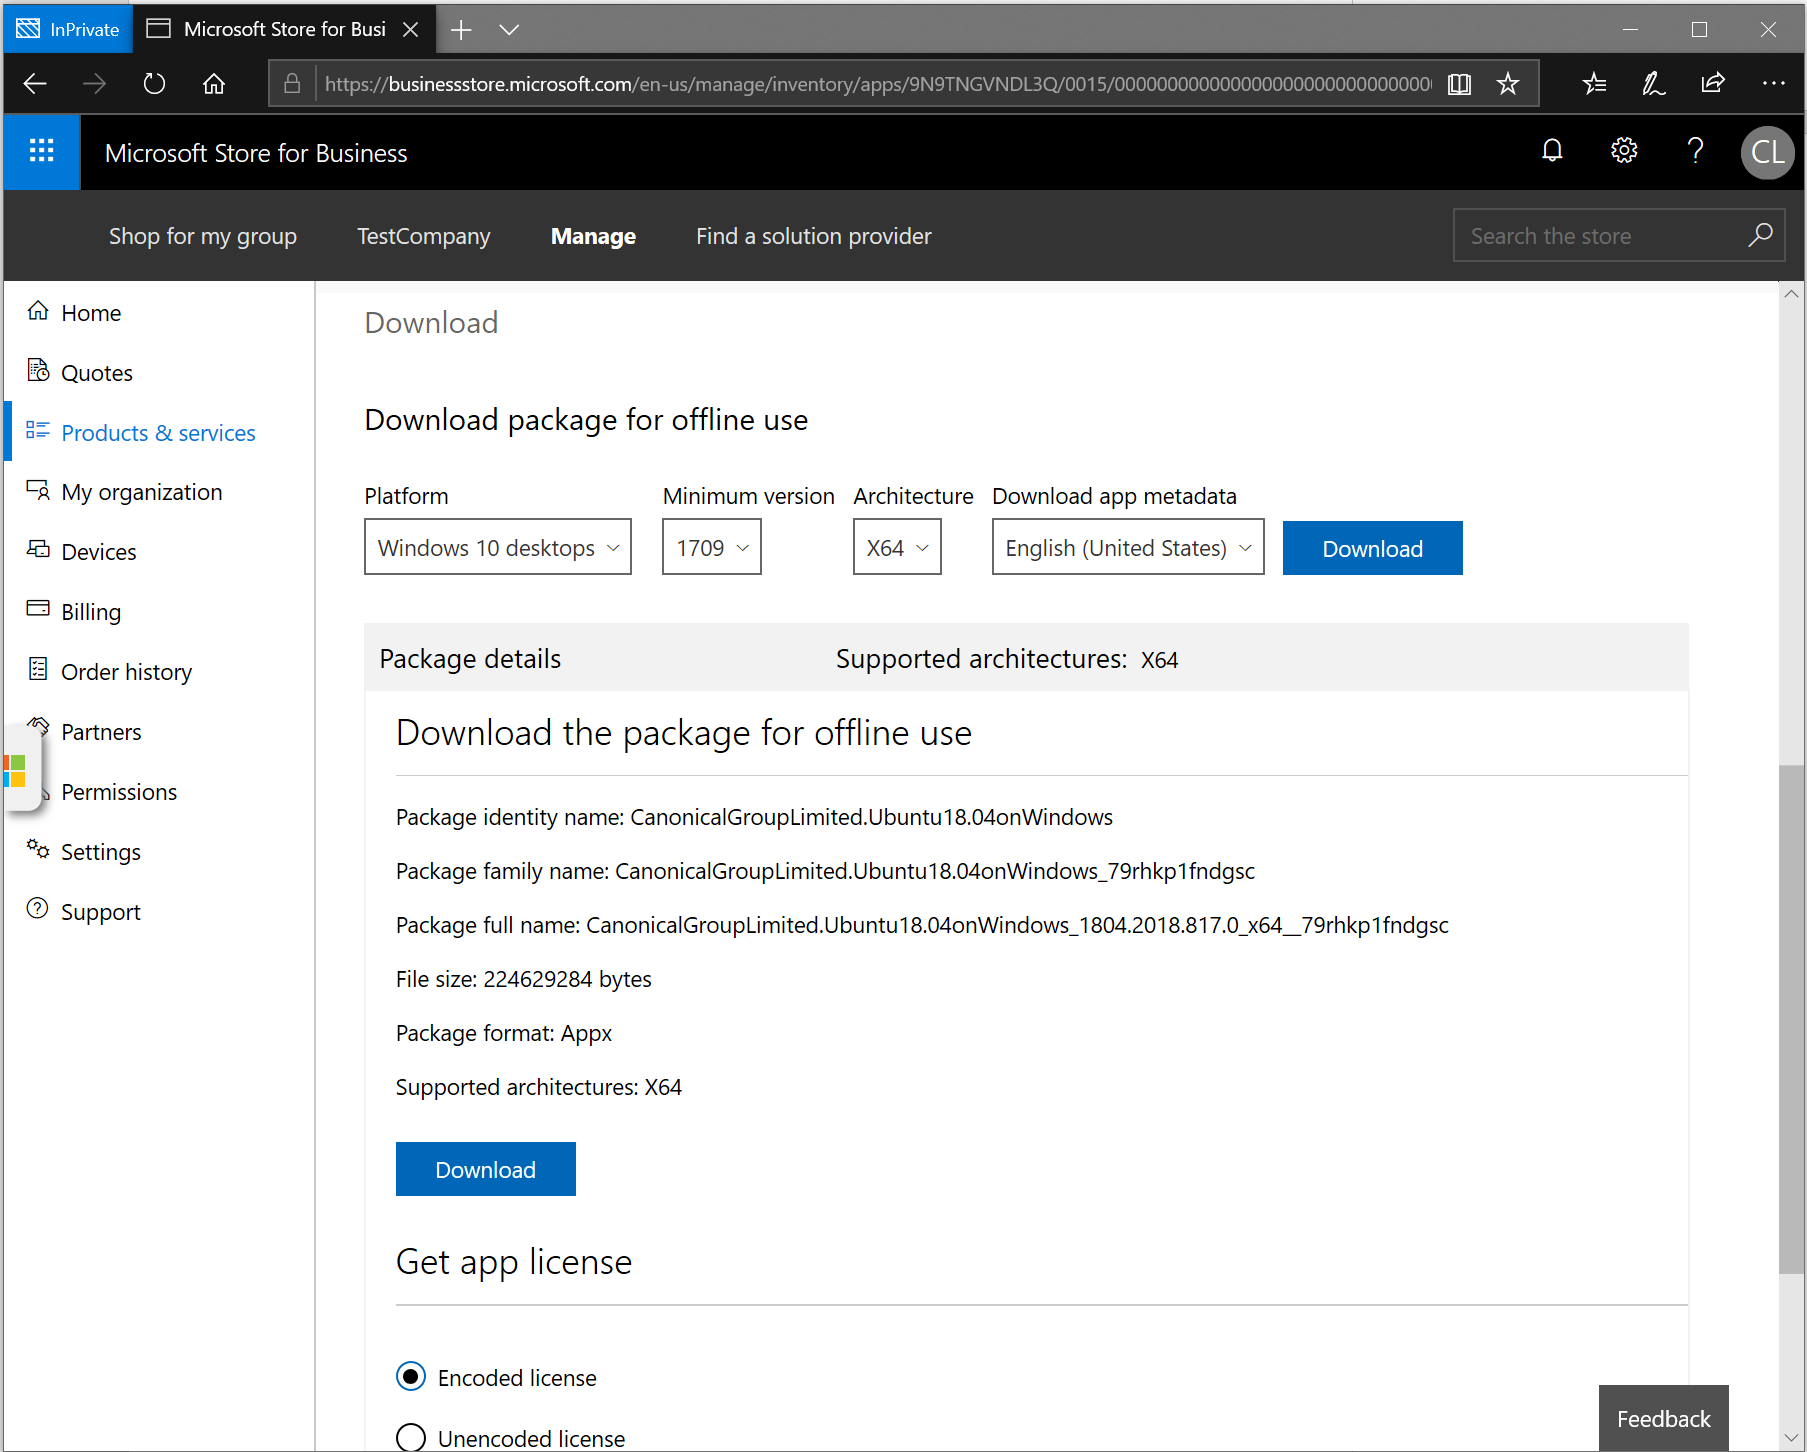 InPrivate
Microsoft Store for Busi
https://businessstore.microsoft.com/en-us/manage/inventory/apps/9N9TNGVNDL3Q/0015/
Microsoft Store for Business
CL
Shop for my group
TestCompany
Manage
Find a solution provider
Search the store
Home
Quotes
Products & services
My organization
Devices
Billing
Order history
Partners
Permissions
Settings
Support
Download
Download package for offline use
Platform
Minimum version
Architecture
Download app metadata
Windows 10 desktops
1709
X64
English (United States)
Download
Package details
Supported architectures: X64
Download the package for offline use
Package identity name: CanonicalGroupLimited.Ubuntu18.04onWindows
Package family name: CanonicalGroupLimited.Ubuntu18.04onWindows_79rhkp1fndgsc
Package full name: CanonicalGroupLimited.Ubuntu18.04onWindows_1804.2018.817.0_x64__79rhkp1fndgsc
File size: 224629284 bytes
Package format: Appx
Supported architectures: X64
Download
Get app license
Encoded license
Unencoded license
Feedback